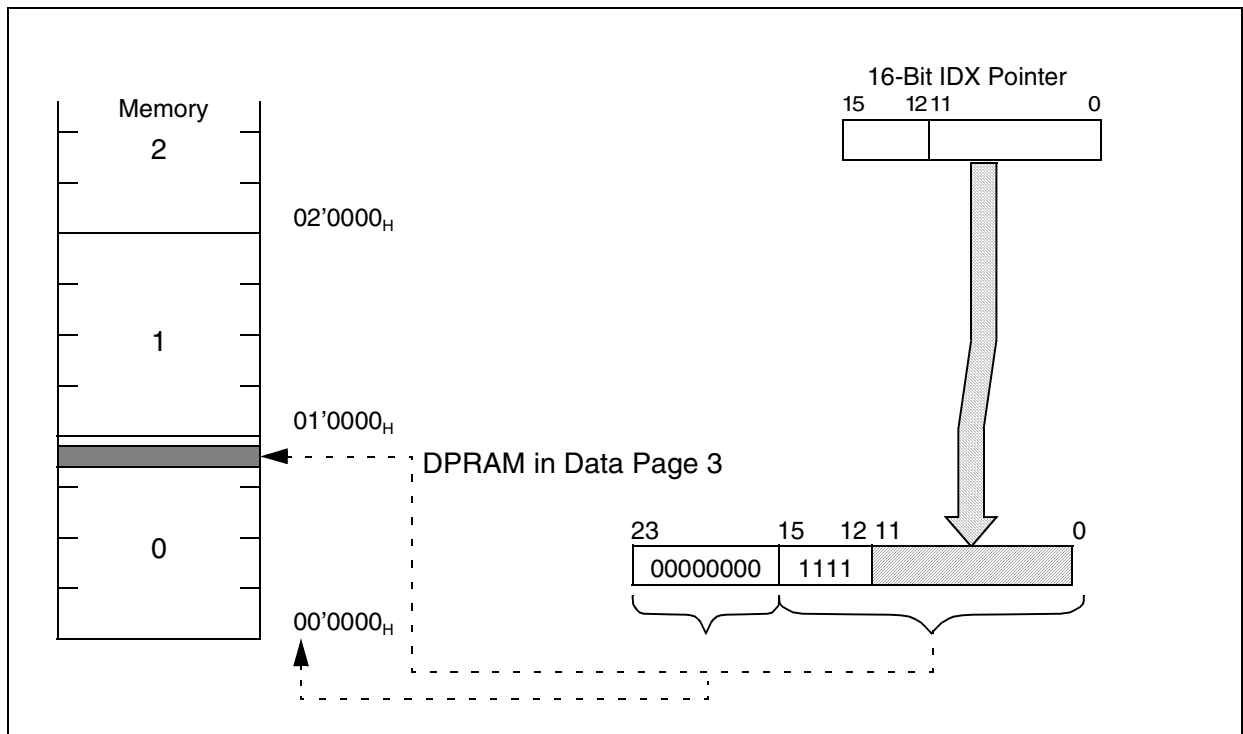 16-Bit IDX Pointer
15 12 11 0
Memory
2
02'0000H
1
01'0000H
DPRAM in Data Page 3
23 15 12 11 0
00000000 1111
0
00'0000H